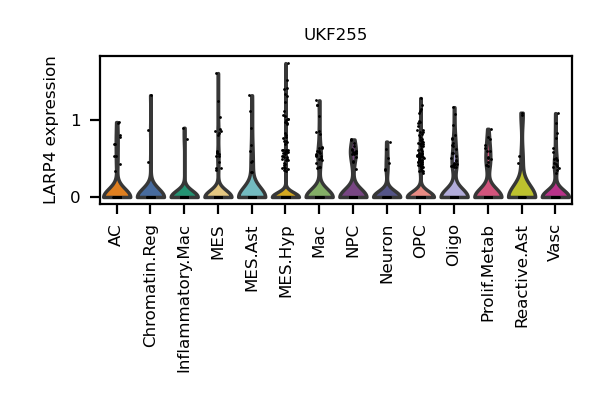 UKF255
LARP4 expression
1
0
AC
Chromatin.Reg
Inflammatory.Mac
MES
MES.Ast
MES.Hyp
Mac
NPC
Neuron
OPC
Oligo
Prolif.Metab
Reactive.Ast
Vasc